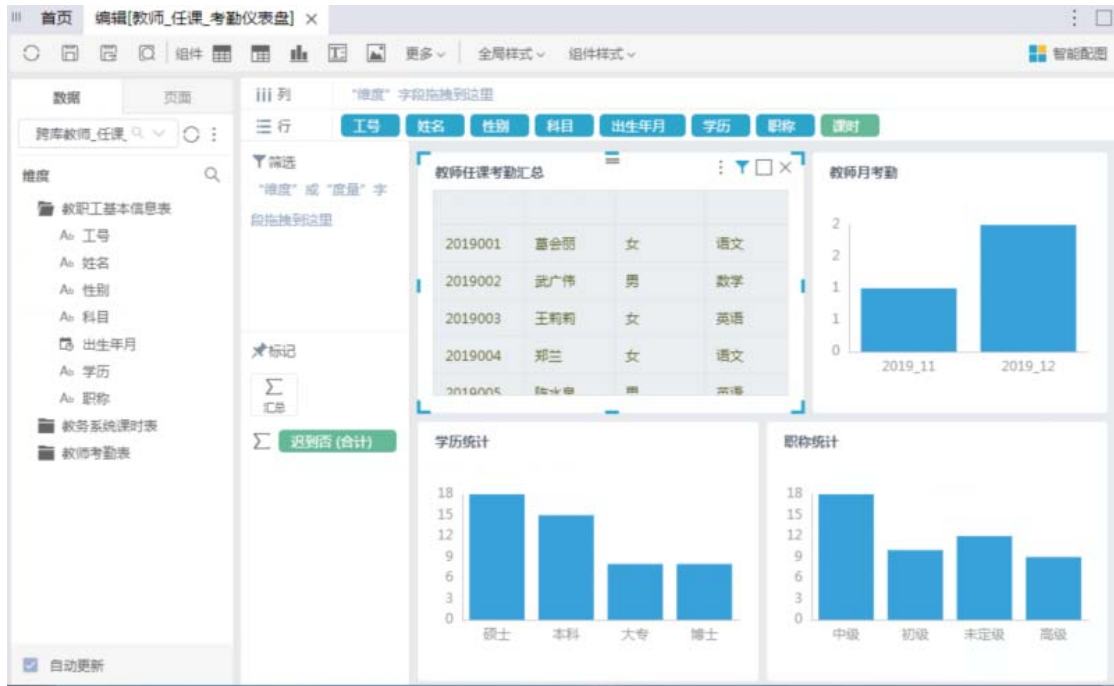 首页 编辑[教师_任课_考勤仪表盘] ×
组件 更多 全局样式 组件样式 智能配图
数据 页面
跨库教师_任课_
维度
教职工基本信息表
Ab 工号
Ab 姓名
Ab 性别
Ab 科目
出生年月
Ab 学历
Ab 职称
教务系统课时表
教师考勤表
自动更新
列 "维度" 字段拖拽到这里
行 工号 姓名 性别 科目 出生年月 学历 职称 课时
筛选
"维度" 或 "度量" 字
段拖拽到这里
标记
Σ
汇总
Σ 迟到否 (合计)
教师任课考勤汇总
2019001 董会丽 女 语文
2019002 武广伟 男 数学
2019003 王莉莉 女 英语
2019004 郑兰 女 语文
2019005 男 英语
教师月考勤
2
2
1
1
0
2019_11 2019_12
学历统计
18
15
12
9
6
3
0
硕士 本科 大专 博士
职称统计
18
15
12
9
6
3
0
中级 初级 未定级 高级